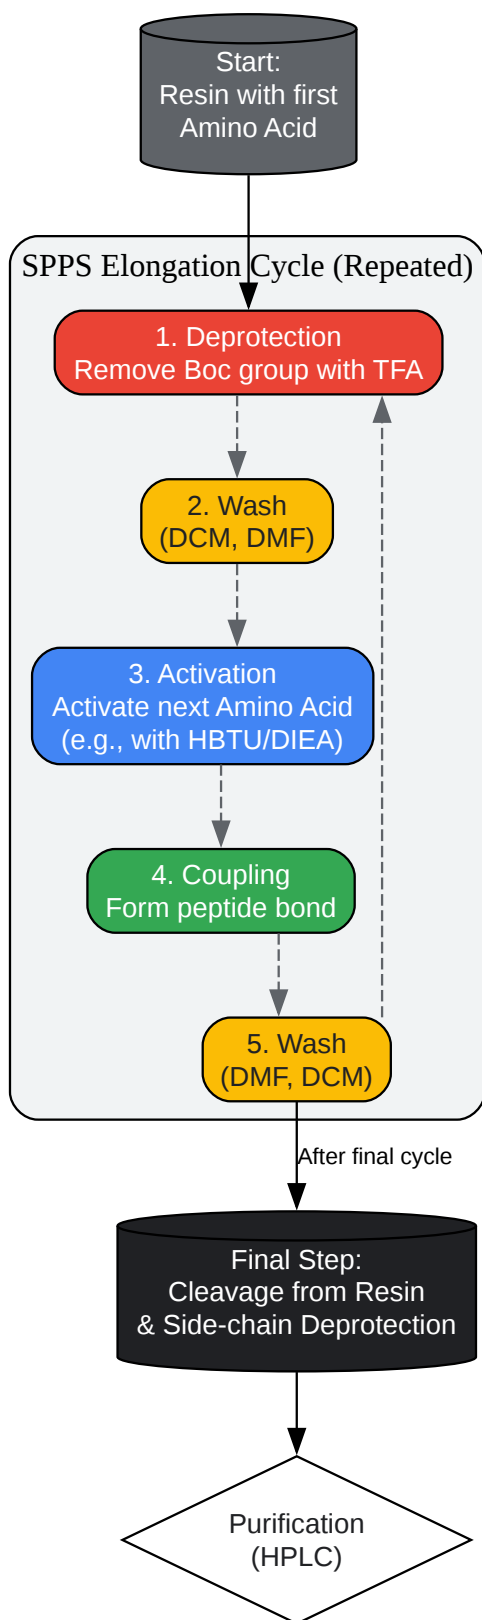 Start:
Resin with first
Amino Acid
SPPS Elongation Cycle (Repeated)
1. Deprotection
Remove Boc group with TFA
2. Wash
(DCM, DMF)
3. Activation
Activate next Amino Acid
(e.g., with HBTU/DIEA)
4. Coupling
Form peptide bond
5. Wash
(DMF, DCM)
After final cycle
Final Step:
Cleavage from Resin
& Side-chain Deprotection
Purification
(HPLC)